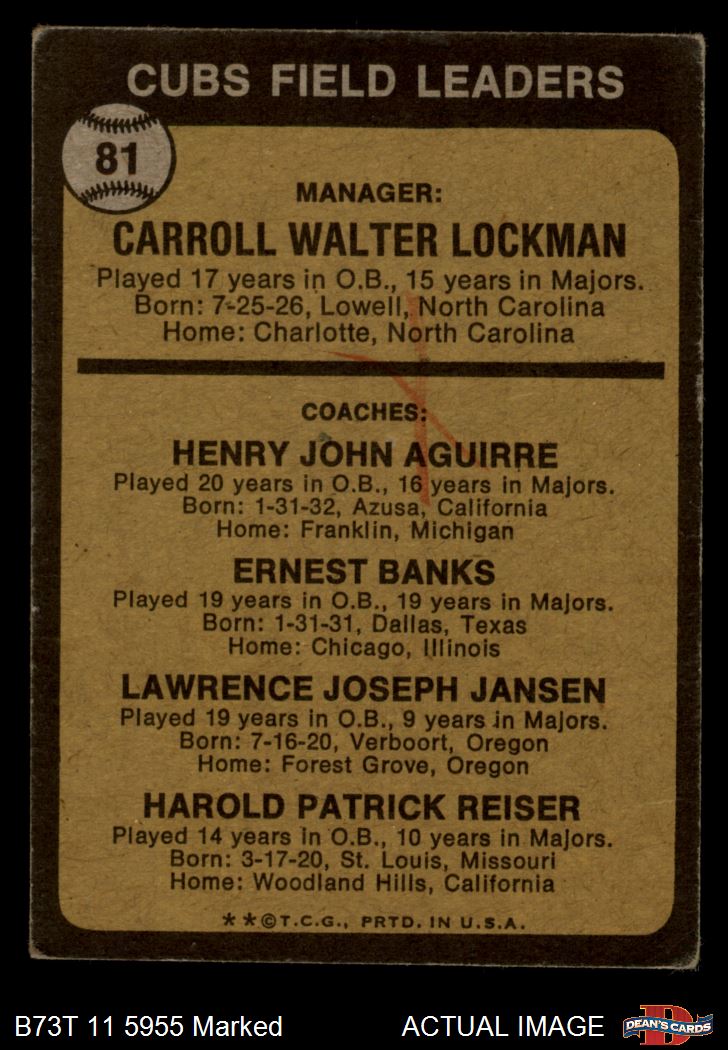 CUBS FIELD LEADERS
81
MANAGER:
CARROLL WALTER LOCKMAN
Played 17 years in O.B., 15 years in Majors.
Born: 7-25-26, Lowell, North Carolina
Home: Charlotte, North Carolina
COACHES:
HENRY JOHN AGUIRRE
Played 20 years in O.B., 16 years in Majors.
Born: 1-31-32, Azusa, California
Home: Franklin, Michigan
ERNEST BANKS
Played 19 years in O.B., 19 years in Majors.
Born: 1-31-31, Dallas, Texas
Home: Chicago, Illinois
LAWRENCE JOSEPH JANSEN
Played 19 years in O.B., 9 years in Majors.
Born: 7-16-20, Verboort, Oregon
Home: Forest Grove, Oregon
HAROLD PATRICK REISER
Played 14 years in O.B., 10 years in Majors.
Born: 3-17-20, St. Louis, Missouri
Home: Woodland Hills, California
**©T.C.G., PRTD. IN U.S.A.
B73T 11 5955 Marked ACTUAL IMAGE
D
DEAN'S CARDS